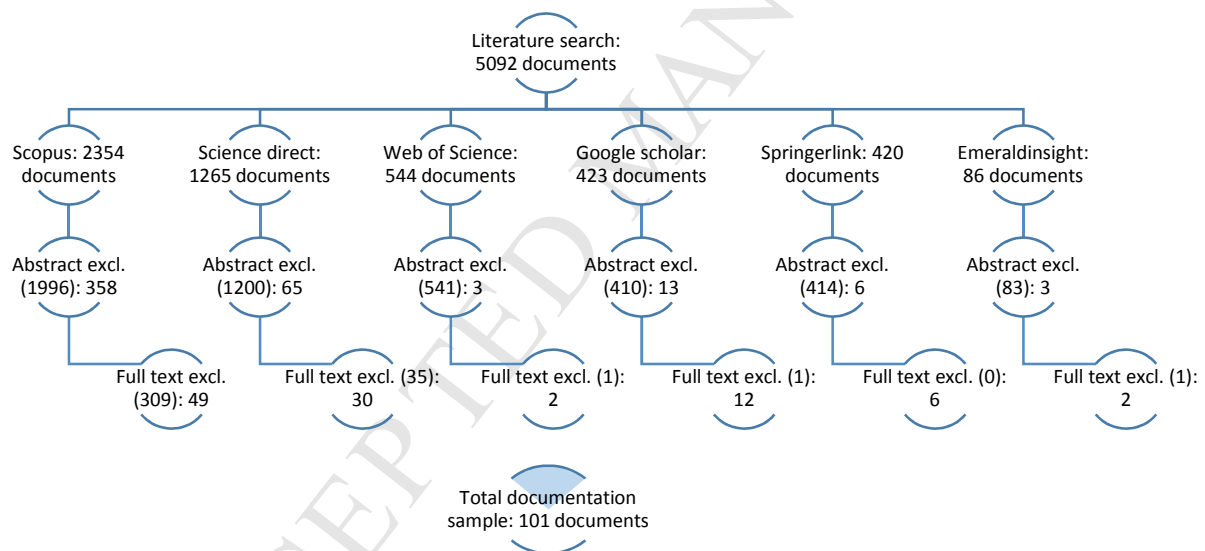 Literature search:
5092 documents
Scopus: 2354
documents
Science direct:
1265 documents
Web of Science:
544 documents
Google scholar:
423 documents
Springerlink: 420
documents
Emeraldinsight:
86 documents
Abstract excl.
(1996): 358
Abstract excl.
(1200): 65
Abstract excl.
(541): 3
Abstract excl.
(410): 13
Abstract excl.
(414): 6
Abstract excl.
(83): 3
Full text excl.
(309): 49
Full text excl. (35):
30
Full text excl. (1):
2
Full text excl. (1):
12
Full text excl. (0):
6
Full text excl. (1):
2
Total documentation
sample: 101 documents
EPTED MAN